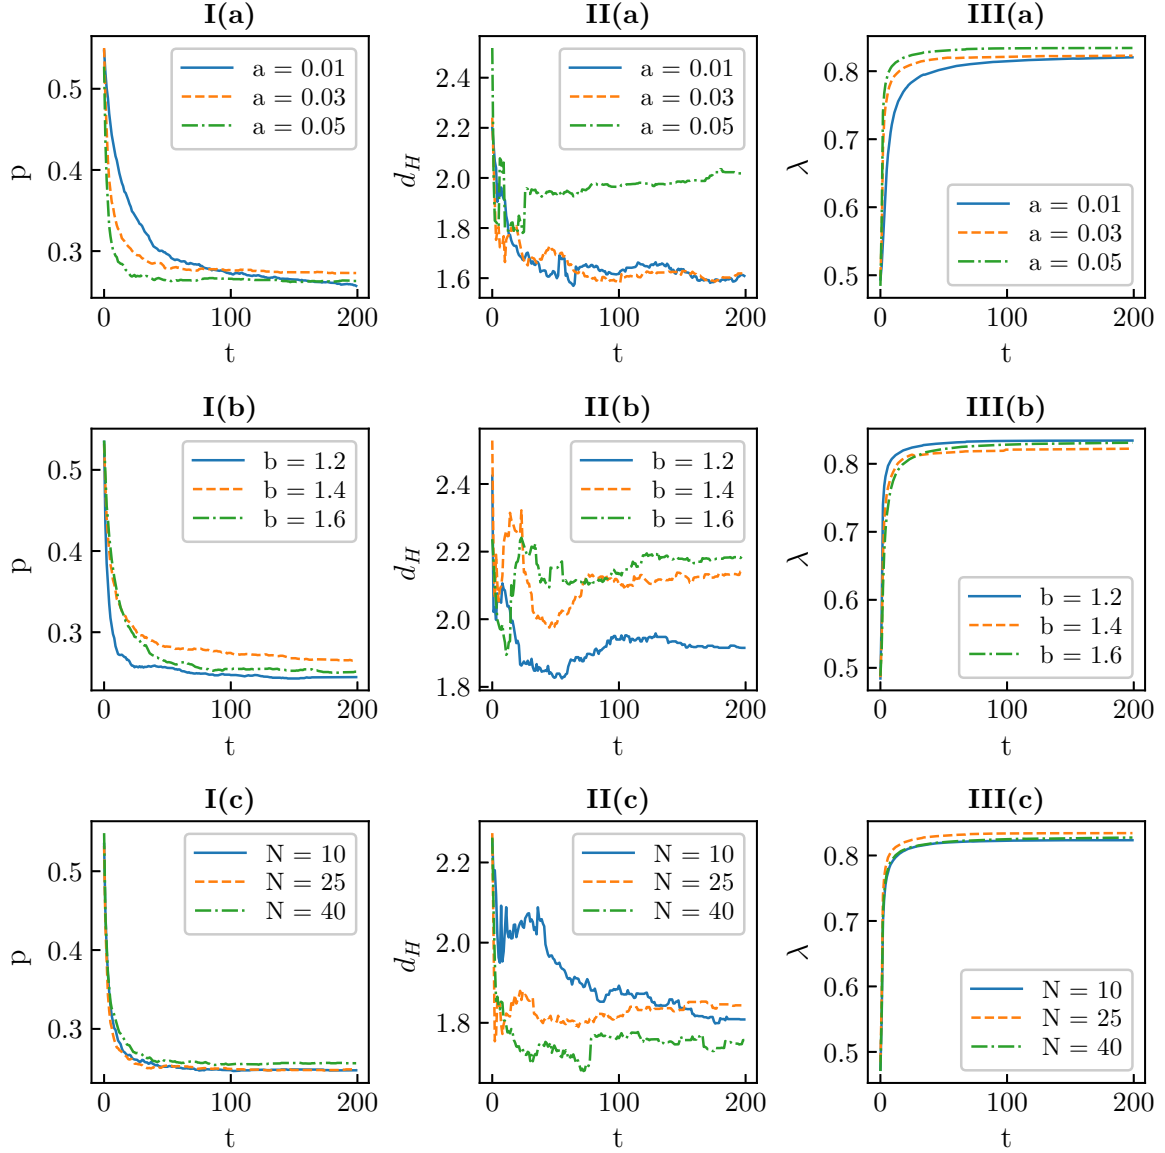 I(a)
II(a)
III(a)
p
0.5
0.4
0.3
0
100
200
t
a = 0.01
a = 0.03
a = 0.05
d_H
2.4
2.2
2.0
1.8
1.6
0
100
200
t
a = 0.01
a = 0.03
a = 0.05
λ
0.8
0.7
0.6
0.5
0
100
200
t
a = 0.01
a = 0.03
a = 0.05
I(b)
II(b)
III(b)
p
0.5
0.4
0.3
0
100
200
t
b = 1.2
b = 1.4
b = 1.6
d_H
2.4
2.2
2.0
1.8
0
100
200
t
b = 1.2
b = 1.4
b = 1.6
λ
0.8
0.7
0.6
0.5
0
100
200
t
b = 1.2
b = 1.4
b = 1.6
I(c)
II(c)
III(c)
p
0.5
0.4
0.3
0
100
200
t
N = 10
N = 25
N = 40
d_H
2.2
2.0
1.8
0
100
200
t
N = 10
N = 25
N = 40
λ
0.8
0.7
0.6
0.5
0
100
200
t
N = 10
N = 25
N = 40